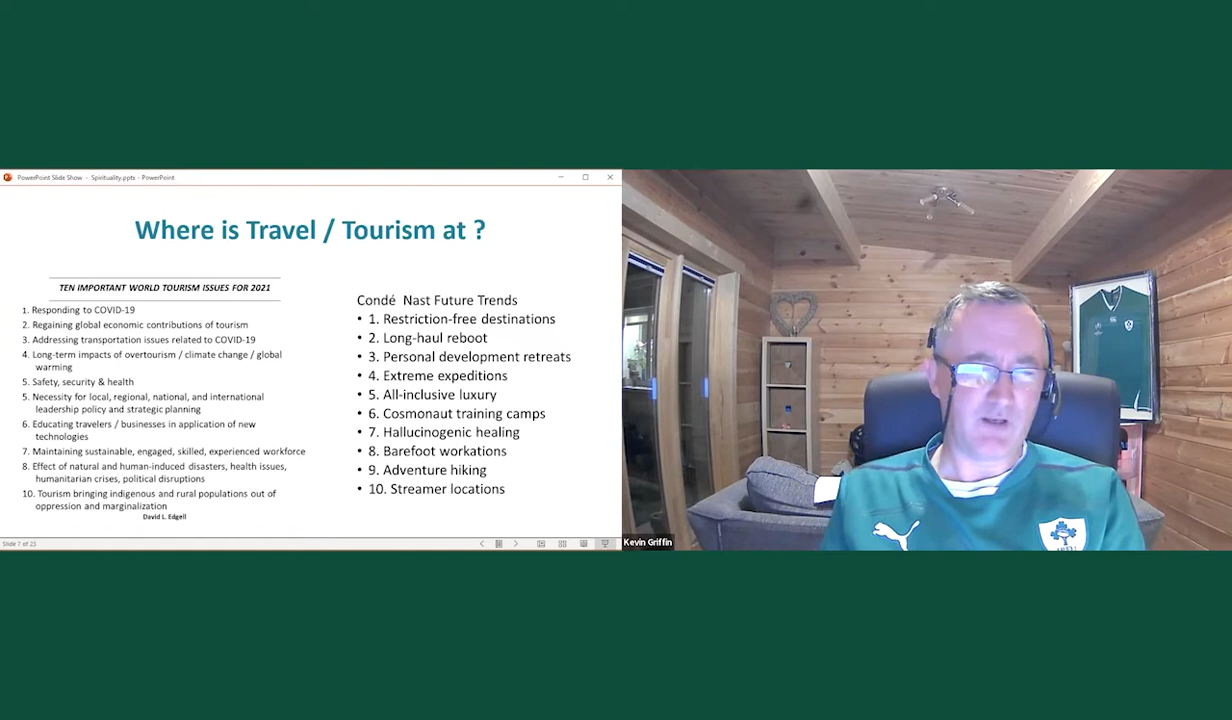 PowerPoint Slide Show - Spirituality.pptx - PowerPoint
Where is Travel / Tourism at ?
TEN IMPORTANT WORLD TOURISM ISSUES FOR 2021
1. Responding to COVID-19
2. Regaining global economic contributions of tourism
3. Addressing transportation issues related to COVID-19
4. Long-term impacts of overtourism / climate change / global
warming
5. Safety, security & health
5. Necessity for local, regional, national, and international
leadership policy and strategic planning
6. Educating travelers / businesses in application of new
technologies
7. Maintaining sustainable, engaged, skilled, experienced workforce
8. Effect of natural and human-induced disasters, health issues,
humanitarian crises, political disruptions
10. Tourism bringing indigenous and rural populations out of
oppression and marginalization
David L. Edgell
Condé Nast Future Trends
• 1. Restriction-free destinations
• 2. Long-haul reboot
• 3. Personal development retreats
• 4. Extreme expeditions
• 5. All-inclusive luxury
• 6. Cosmonaut training camps
• 7. Hallucinogenic healing
• 8. Barefoot workations
• 9. Adventure hiking
• 10. Streamer locations
Slide 7 of 21
Kevin Griffin